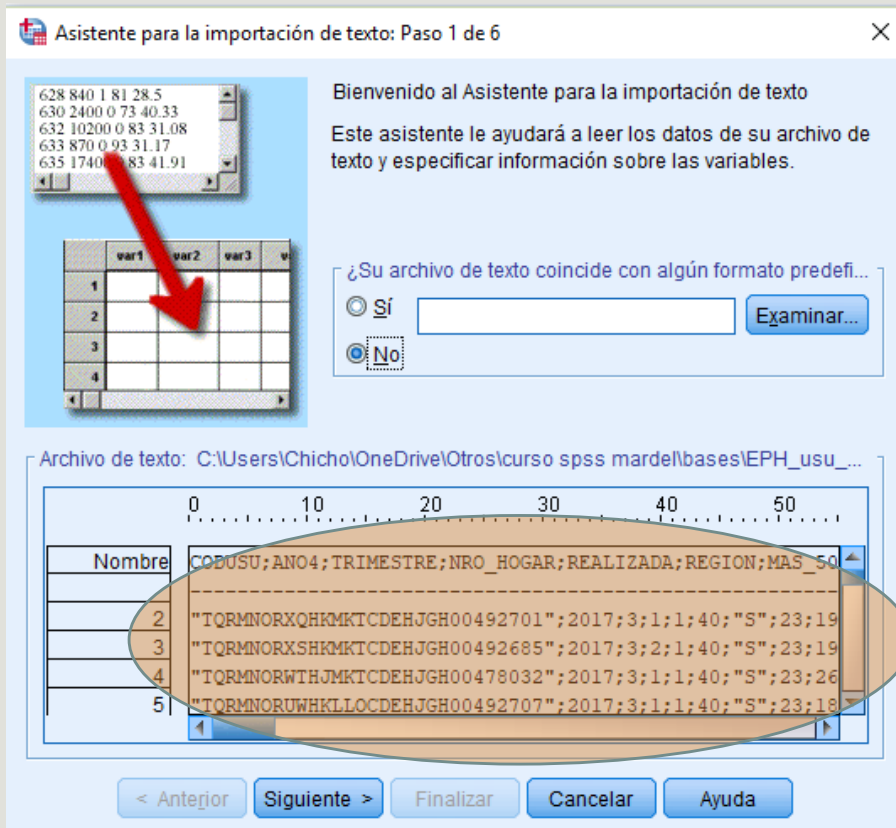 Asistente para la importación de texto: Paso 1 de 6
628 840 1 81 28.5
630 2400 0 73 40.33
632 10200 0 83 31.08
633 870 0 93 31.17
635 1740 83 41.91
var1 var2 var3 v
1
2
3
4
Bienvenido al Asistente para la importación de texto
Este asistente le ayudará a leer los datos de su archivo de
texto y especificar información sobre las variables.
¿Su archivo de texto coincide con algún formato predefi...
Sí
Examinar...
No
Archivo de texto: C:\Users\Chicho\OneDrive\Otros\curso spss mardel\bases\EPH_usu_...
0 10 20 30 40 50
Nombre CODUSU;ANO4;TRIMESTRE;NRO_HOGAR;REALIZADA;REGION;MAS_50
2 "TQRMNORXQHKMKTCDEHJGH00492701";2017;3;1;1;40;"S";23;19
3 "TQRMNORXSHKMKTCDEHJGH00492685";2017;3;2;1;40;"S";23;19
4 "TQRMNORWTHJMKTCDEHJGH00478032";2017;3;1;1;40;"S";23;26
5 "TQRMNORUWHKLLOCDEHJGH00492707";2017;3;1;1;40;"S";23;18
< Anterior Siguiente > Finalizar Cancelar Ayuda